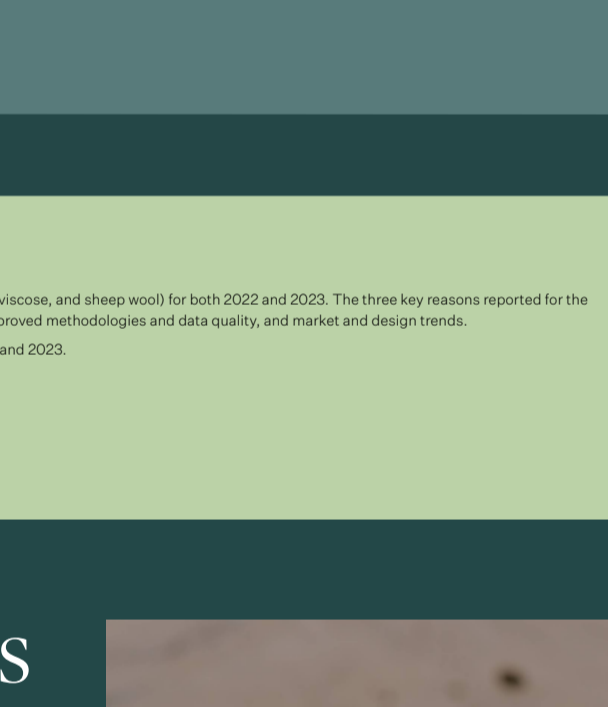 viscose, and sheep wool) for both 2022 and 2023. The three key reasons reported for the
proved methodologies and data quality, and market and design trends.
and 2023.
S